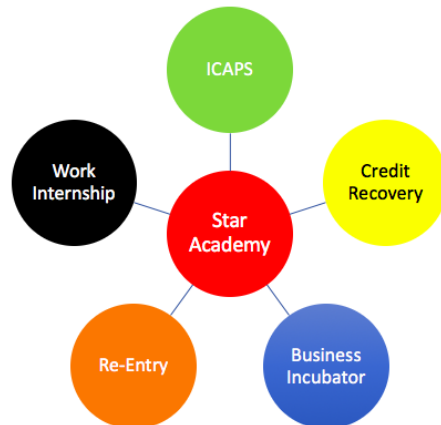 ICAPS
Work
Internship
Credit
Recovery
Star
Academy
Re-Entry
Business
Incubator